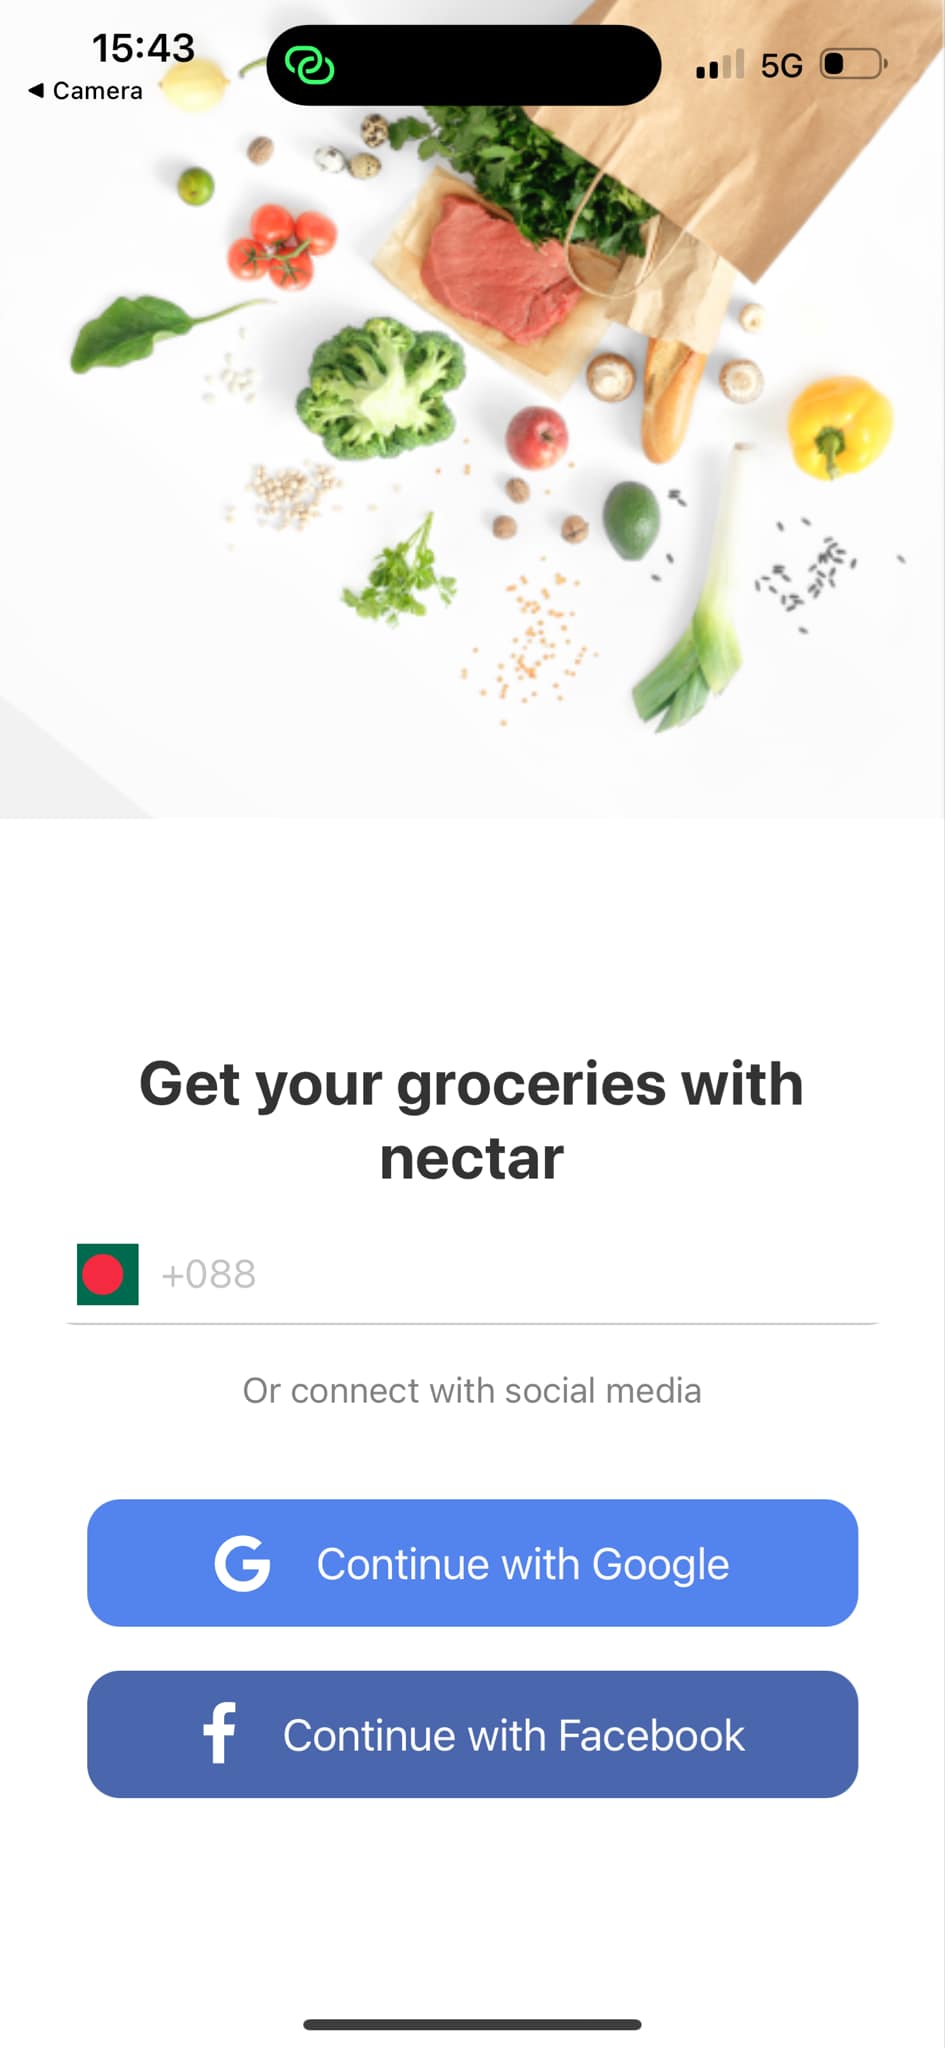 15:43
5G
◀ Camera
Get your groceries with
nectar
+088
Or connect with social media
G Continue with Google
f Continue with Facebook